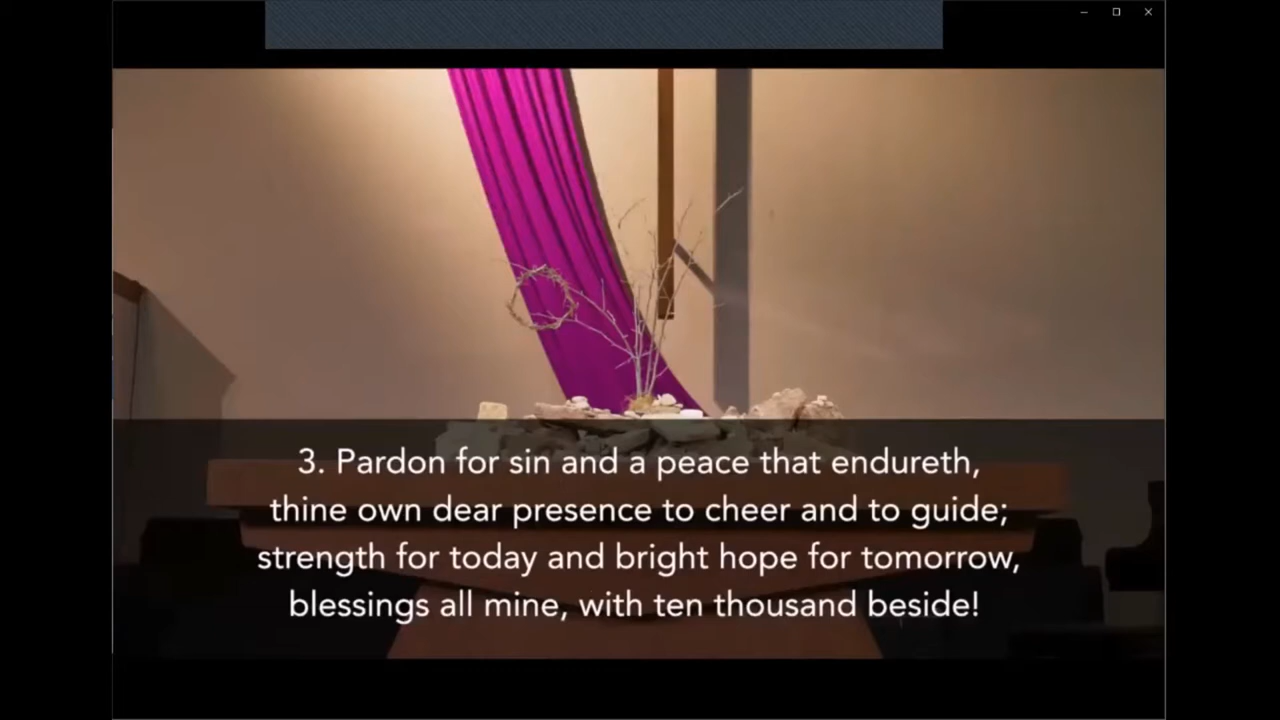 3. Pardon for sin and a peace that endureth,
thine own dear presence to cheer and to guide;
strength for today and bright hope for tomorrow,
blessings all mine, with ten thousand beside!